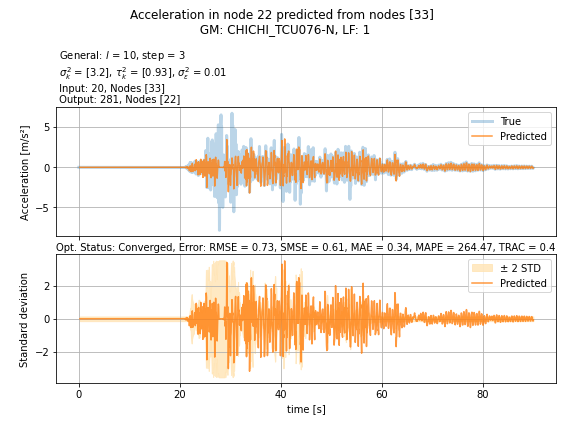 Acceleration in node 22 predicted from nodes [33]
GM: CHICHI_TCU076-N, LF: 1
General: l = 10, step = 3
σ²ₖ = [3.2], τ²ₖ = [0.93], σ²ε = 0.01
Input: 20, Nodes [33]
Output: 281, Nodes [22]
True
Predicted
Acceleration [m/s²]
5
0
−5
Opt. Status: Converged, Error: RMSE = 0.73, SMSE = 0.61, MAE = 0.34, MAPE = 264.47, TRAC = 0.4
± 2 STD
Predicted
Standard deviation
2
0
−2
0 20 40 60 80
time [s]